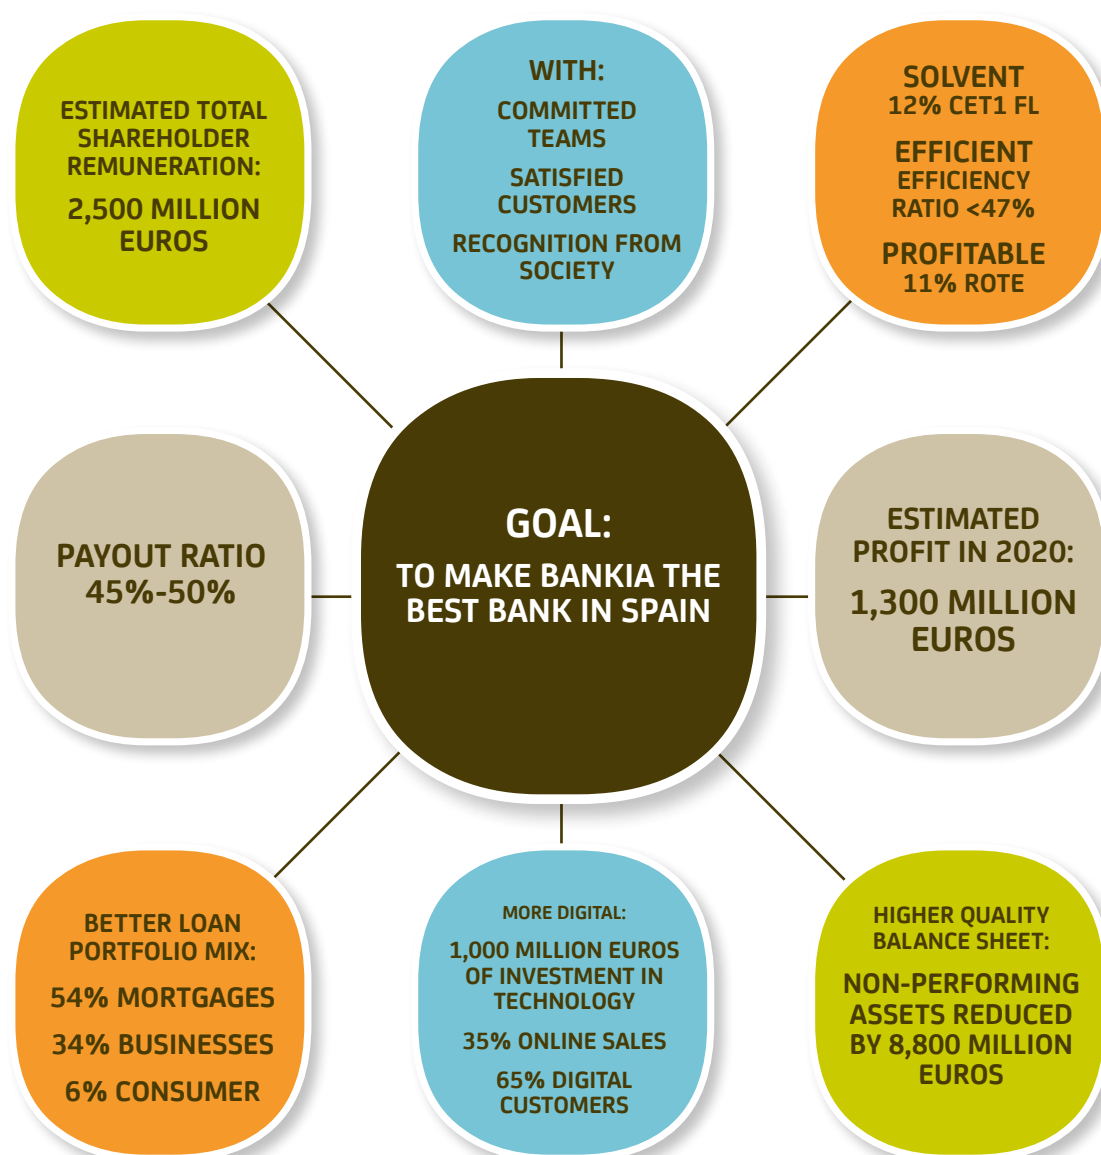 ESTIMATED TOTAL
SHAREHOLDER
REMUNERATION:
2,500 MILLION
EUROS
WITH:
COMMITTED
TEAMS
SATISFIED
CUSTOMERS
RECOGNITION FROM
SOCIETY
SOLVENT
12% CET1 FL
EFFICIENT
EFFICIENCY
RATIO <47%
PROFITABLE
11% ROTE
PAYOUT RATIO
45%-50%
GOAL:
TO MAKE BANKIA THE
BEST BANK IN SPAIN
ESTIMATED
PROFIT IN 2020:
1,300 MILLION
EUROS
BETTER LOAN
PORTFOLIO MIX:
54% MORTGAGES
34% BUSINESSES
6% CONSUMER
MORE DIGITAL:
1,000 MILLION EUROS
OF INVESTMENT IN
TECHNOLOGY
35% ONLINE SALES
65% DIGITAL
CUSTOMERS
HIGHER QUALITY
BALANCE SHEET:
NON-PERFORMING
ASSETS REDUCED
BY 8,800 MILLION
EUROS